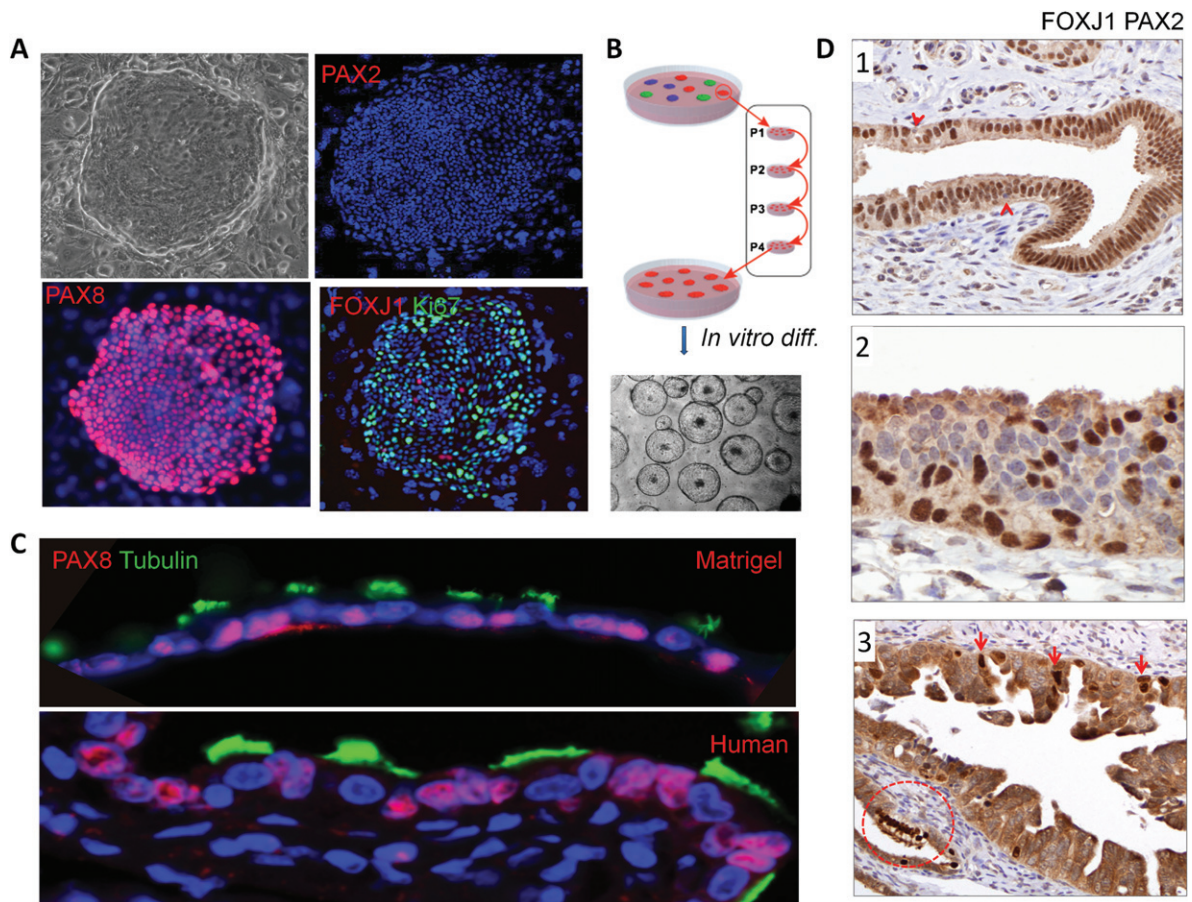 FOXJ1 PAX2
A
PAX2
PAX8
FOXJ1 Ki67
B
P1
P2
P3
P4
In vitro diff.
C
PAX8 Tubulin
Matrigel
Human
D
1
2
3